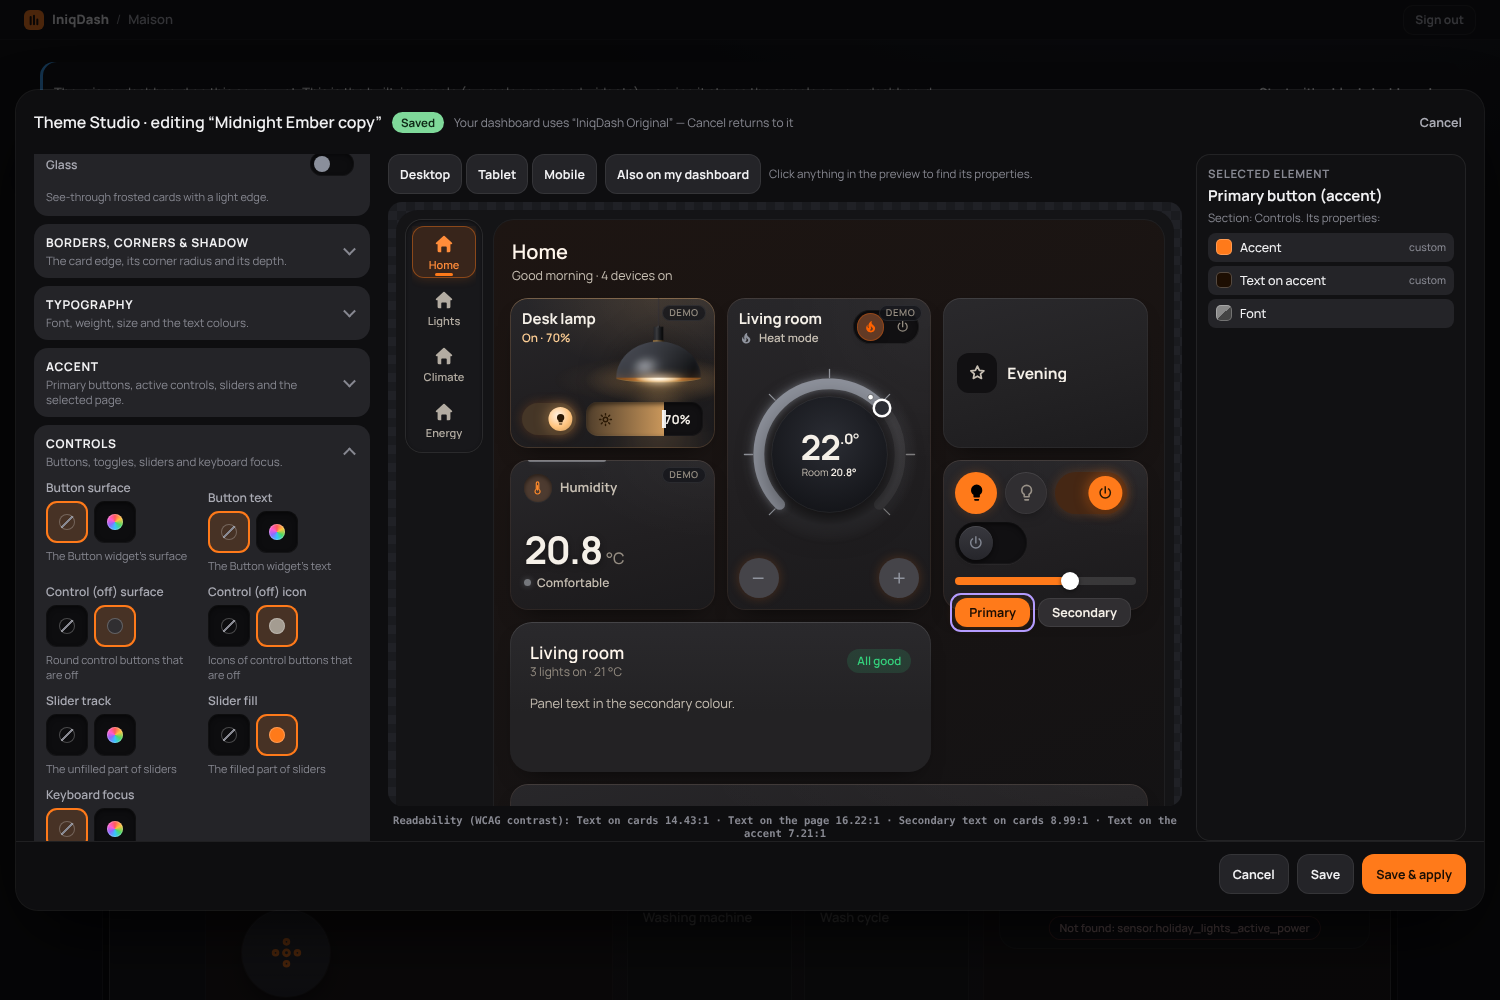 IniqDash / Maison
Sign out
Theme Studio · editing “Midnight Ember copy”
Saved
Your dashboard uses “IniqDash Original” — Cancel returns to it
Cancel
Glass
See-through frosted cards with a light edge.
BORDERS, CORNERS & SHADOW
The card edge, its corner radius and its depth.
TYPOGRAPHY
Font, weight, size and the text colours.
ACCENT
Primary buttons, active controls, sliders and the
selected page.
CONTROLS
Buttons, toggles, sliders and keyboard focus.
Button surface
Button text
The Button widget's surface
The Button widget's text
Control (off) surface
Control (off) icon
Round control buttons that
are off
Icons of control buttons that
are off
Slider track
Slider fill
The unfilled part of sliders
The filled part of sliders
Keyboard focus
Desktop
Tablet
Mobile
Also on my dashboard
Click anything in the preview to find its properties.
Home
Lights
Climate
Energy
Home
Good morning · 4 devices on
Desk lamp
DEMO
On · 70%
70%
Living room
DEMO
Heat mode
22.0°
Room 20.8°
Evening
Humidity
DEMO
20.8 °C
Comfortable
Primary
Secondary
Living room
3 lights on · 21 °C
All good
Panel text in the secondary colour.
Readability (WCAG contrast): Text on cards 14.43:1 · Text on the page 16.22:1 · Secondary text on cards 8.99:1 · Text on the
accent 7.21:1
SELECTED ELEMENT
Primary button (accent)
Section: Controls. Its properties:
Accent custom
Text on accent custom
Font
Cancel
Save
Save & apply
Washing machine
Wash cycle
Not found: sensor.holiday_lights_active_power